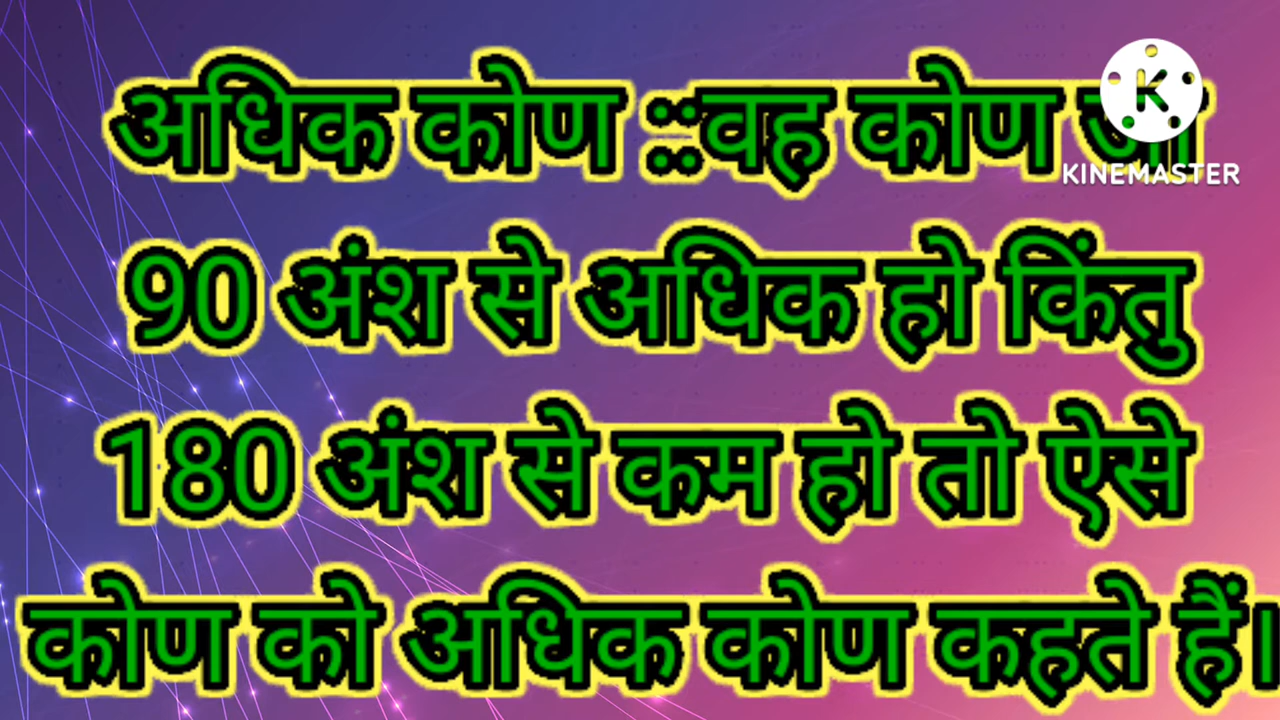 अधिक कोण ::वह कोण जो
90 अंश से अधिक हो किंतु
180 अंश से कम हो तो ऐसे
कोण को अधिक कोण कहते हैं।
KINEMASTER